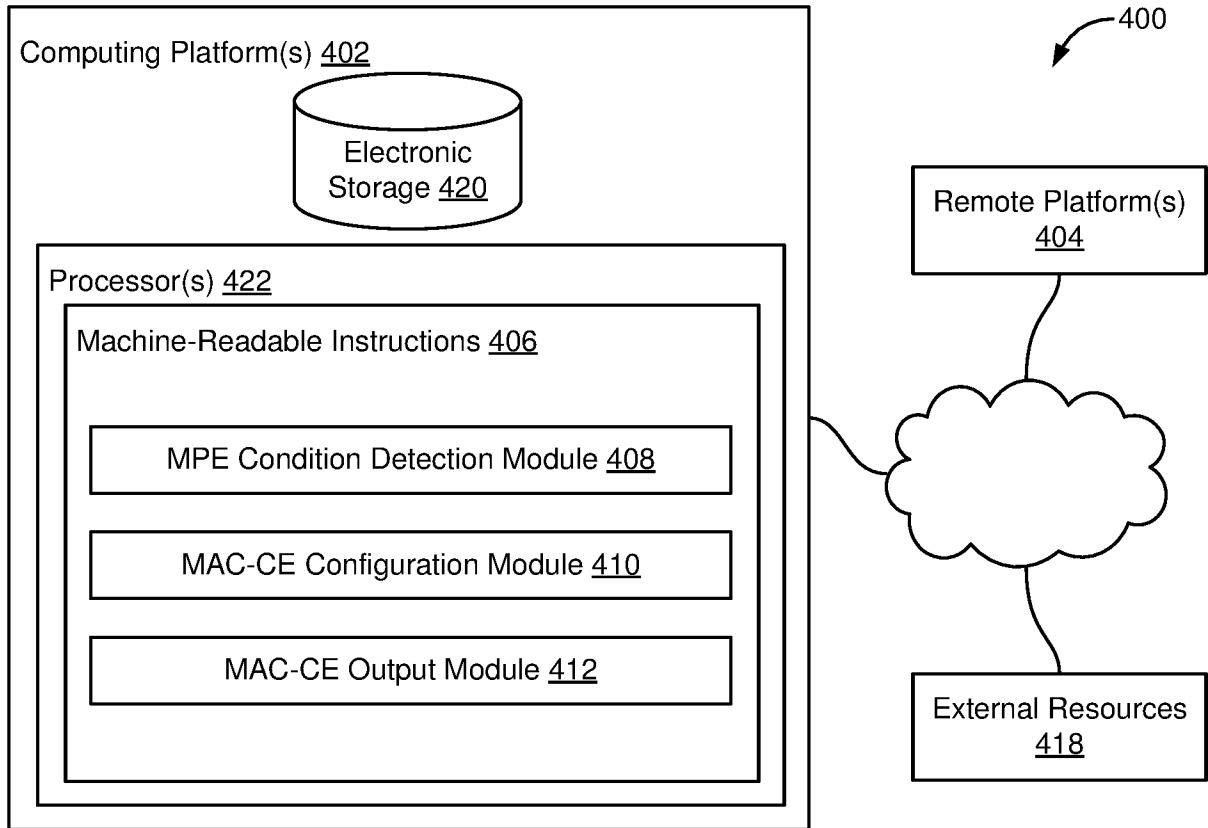 Computing Platform(s) 402
400
Electronic
Storage 420
Remote Platform(s)
404
Processor(s) 422
Machine-Readable Instructions 406
MPE Condition Detection Module 408
MAC-CE Configuration Module 410
MAC-CE Output Module 412
External Resources
418